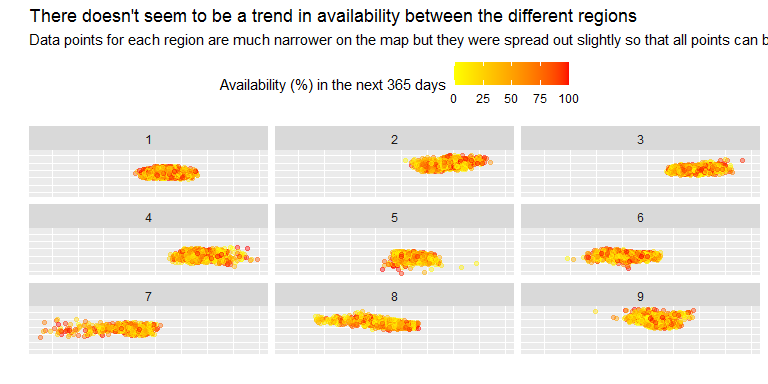 There doesn't seem to be a trend in availability between the different regions
Data points for each region are much narrower on the map but they were spread out slightly so that all points can b
Availability (%) in the next 365 days
0 25 50 75 100
1 2 3
4 5 6
7 8 9